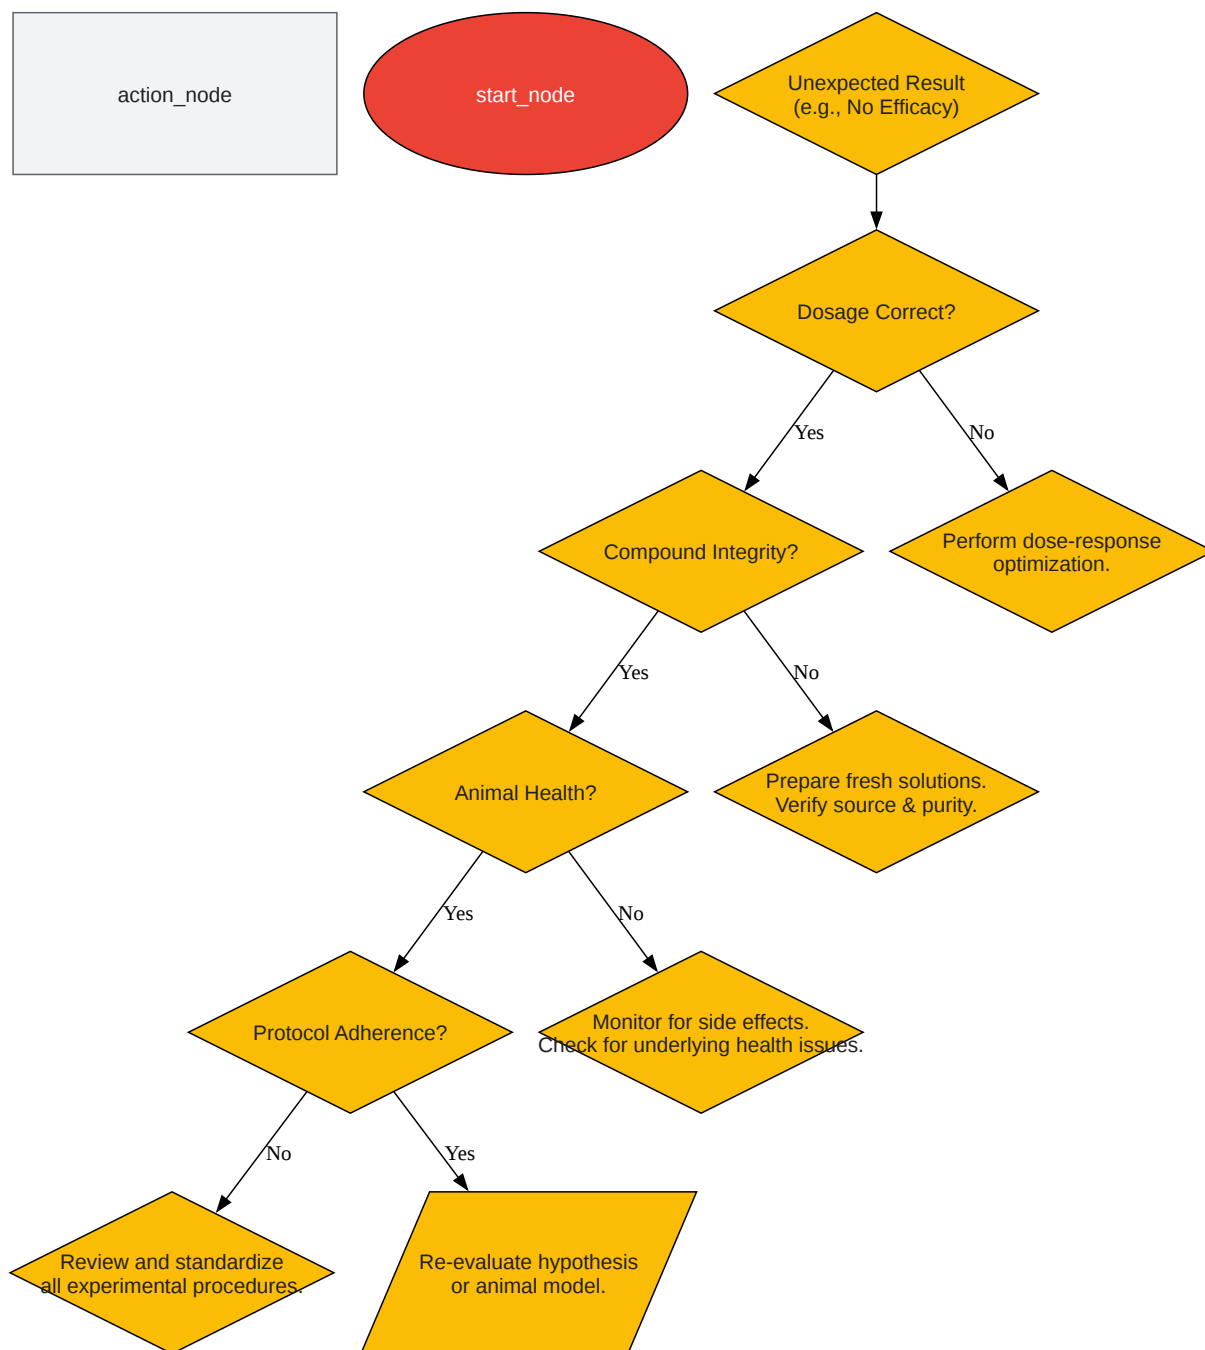 action_node
start_node
Unexpected Result
(e.g., No Efficacy)
Dosage Correct?
Yes
No
Compound Integrity?
Perform dose-response
optimization.
Yes
No
Animal Health?
Prepare fresh solutions.
Verify source & purity.
Yes
No
Protocol Adherence?
Monitor for side effects.
Check for underlying health issues.
No
Yes
Review and standardize
all experimental procedures.
Re-evaluate hypothesis
or animal model.